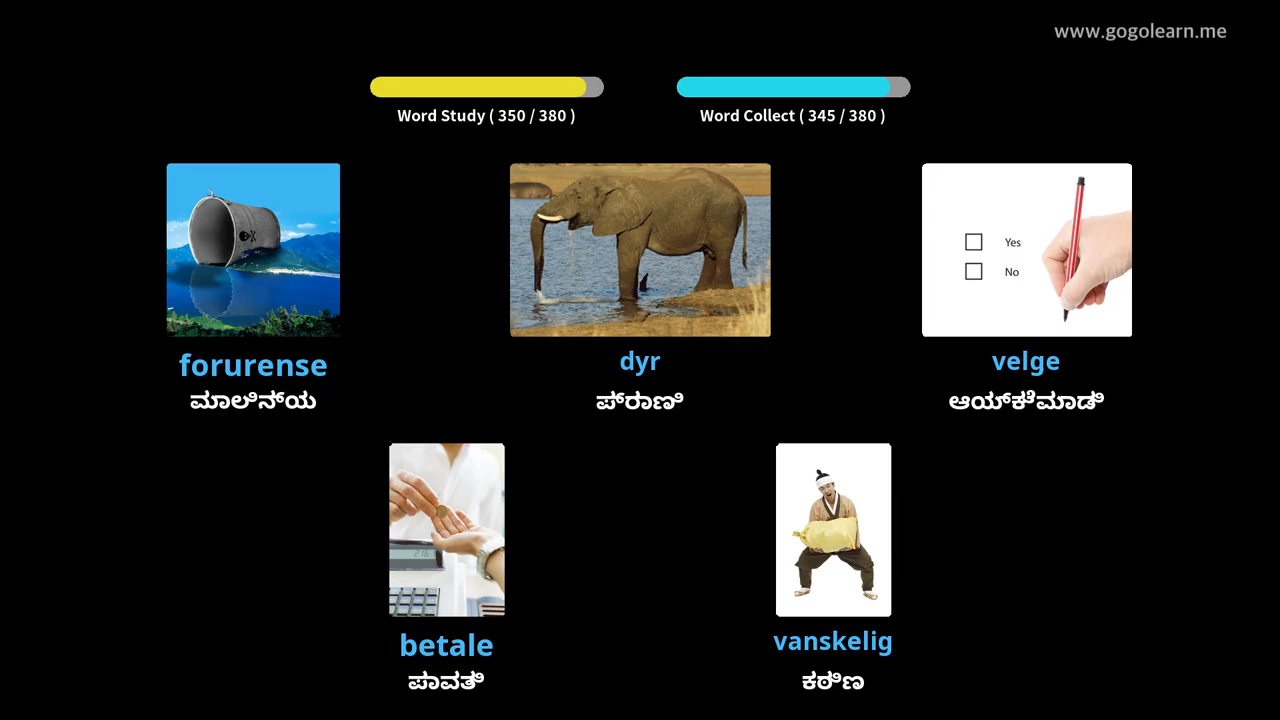 www.gogolearn.me
Word Study ( 350 / 380 )
Word Collect ( 345 / 380 )
Yes
No
forurense
ಮಾಲಿನ್ಯ
dyr
ಪ್ರಾಣಿ
velge
ಆಯ್ಕೆಮಾಡಿ
216
betale
ಪಾವತಿ
vanskelig
ಕಠಿಣ